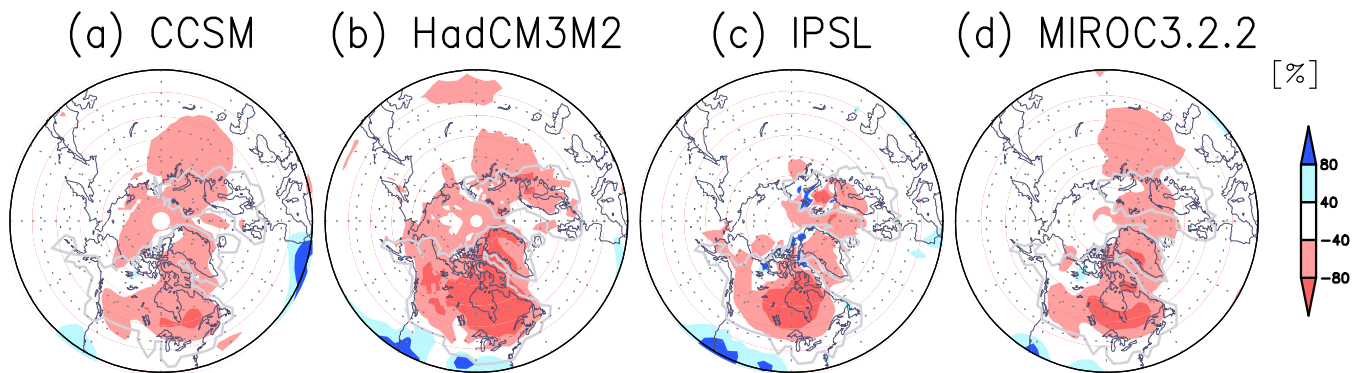 (a) CCSM
(b) HadCM3M2
(c) IPSL
(d) MIROC3.2.2
[%]
80
40
-40
-80